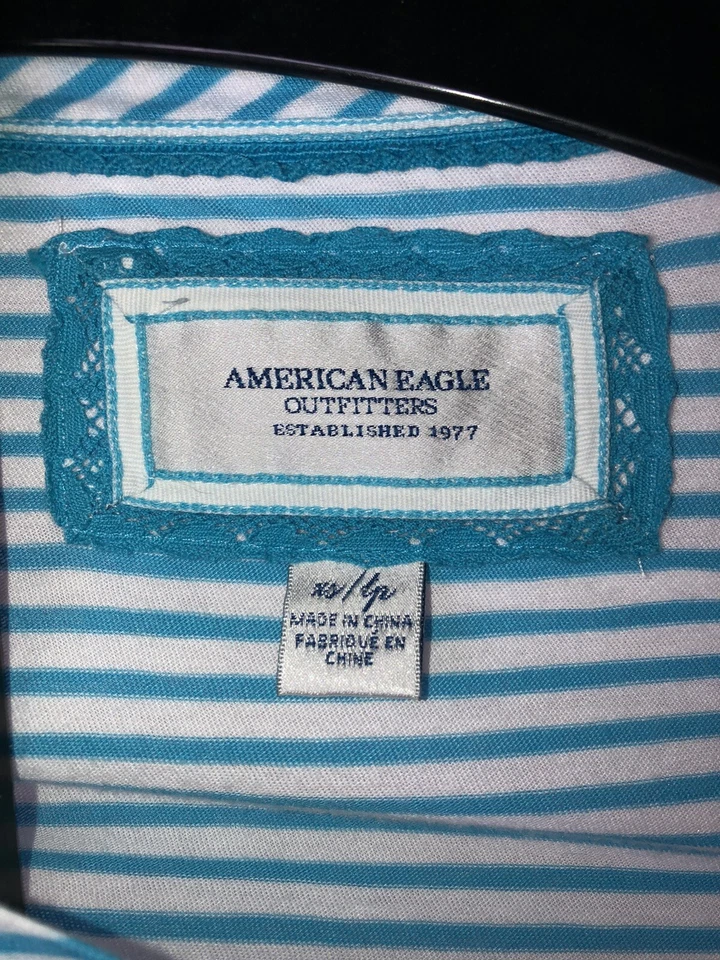 AMERICAN EAGLE
OUTFITTERS
ESTABLISHED 1977
xs/tp
MADE IN CHINA
FABRIQUÉ EN
CHINE